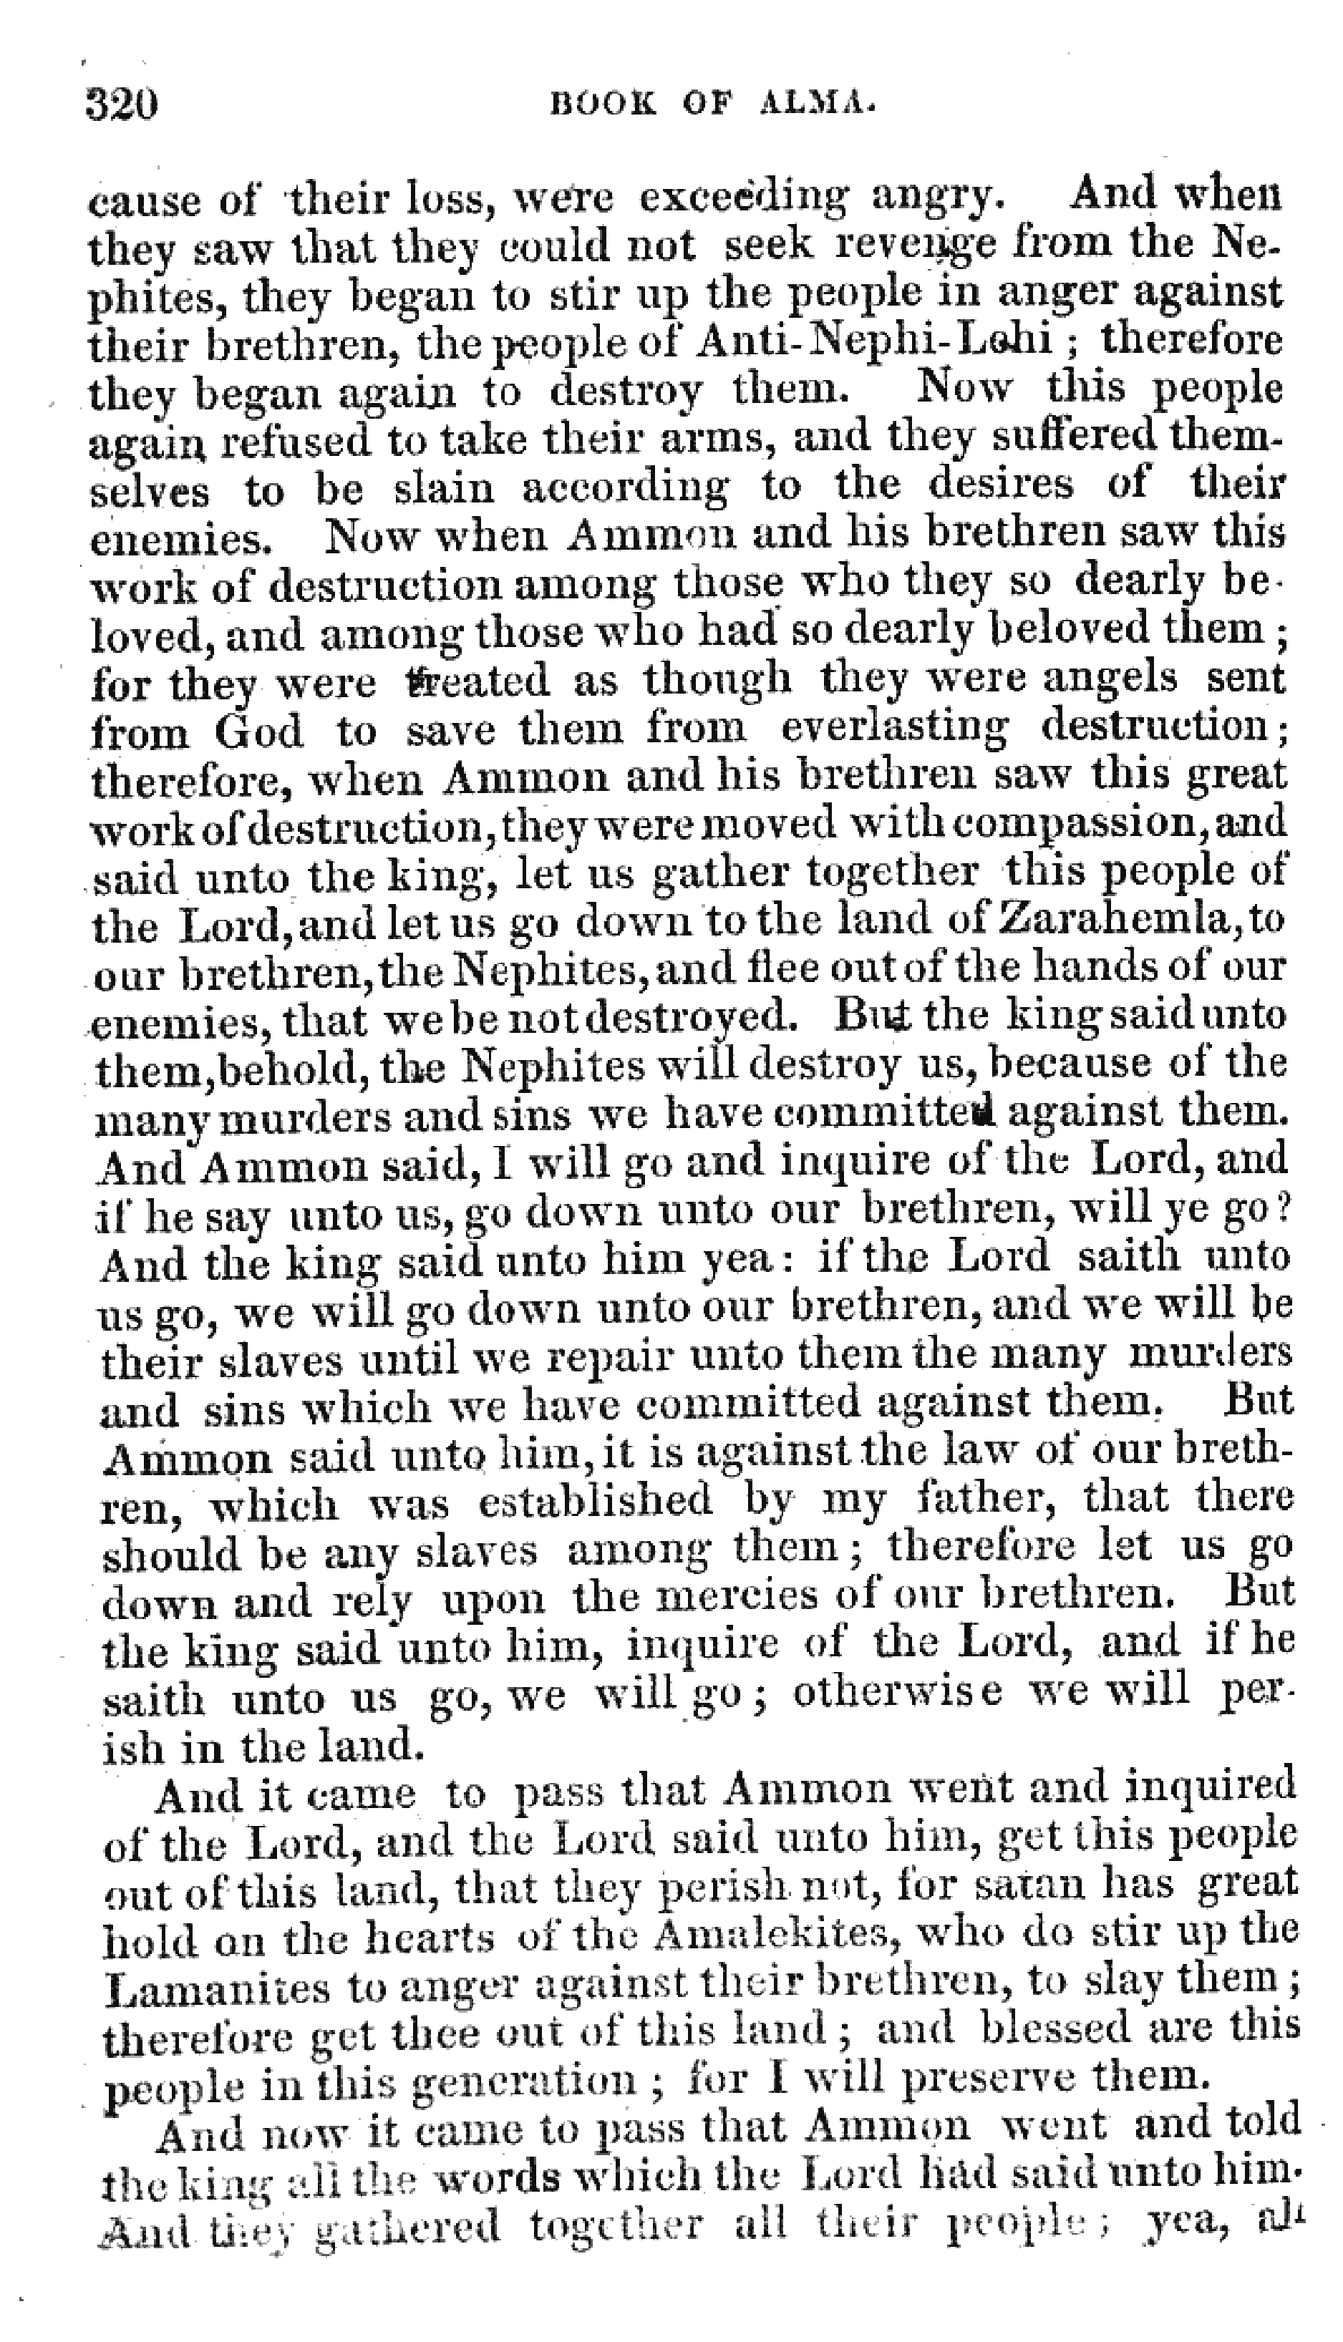 320 BOOK OF ALMA.
cause of their loss, were exceeding angry. And when
they saw that they could not seek revenge from the Ne-
phites, they began to stir up the people in anger against
their brethren, the people of Anti-Nephi-Lehi; therefore
they began again to destroy them. Now this people
again refused to take their arms, and they suffered them-
selves to be slain according to the desires of their
enemies. Now when Ammon and his brethren saw this
work of destruction among those who they so dearly be-
loved, and among those who had so dearly beloved them;
for they were treated as though they were angels sent
from God to save them from everlasting destruction;
therefore, when Ammon and his brethren saw this great
work of destruction, they were moved with compassion, and
said unto the king, let us gather together this people of
the Lord, and let us go down to the land of Zarahemla, to
our brethren, the Nephites, and flee out of the hands of our
enemies, that we be not destroyed. But the king said unto
them, behold, the Nephites will destroy us, because of the
many murders and sins we have committed against them.
And Ammon said, I will go and inquire of the Lord, and
if he say unto us, go down unto our brethren, will ye go?
And the king said unto him yea: if the Lord saith unto
us go, we will go down unto our brethren, and we will be
their slaves until we repair unto them the many murders
and sins which we have committed against them. But
Ammon said unto him, it is against the law of our breth-
ren, which was established by my father, that there
should be any slaves among them; therefore let us go
down and rely upon the mercies of our brethren. But
the king said unto him, inquire of the Lord, and if he
saith unto us go, we will go; otherwise we will per-
ish in the land.
And it came to pass that Ammon went and inquired
of the Lord, and the Lord said unto him, get this people
out of this land, that they perish not, for satan has great
hold on the hearts of the Amalekites, who do stir up the
Lamanites to anger against their brethren, to slay them;
therefore get thee out of this land; and blessed are this
people in this generation; for I will preserve them.
And now it came to pass that Ammon went and told
the king all the words which the Lord had said unto him.
And they gathered together all their people; yea, all